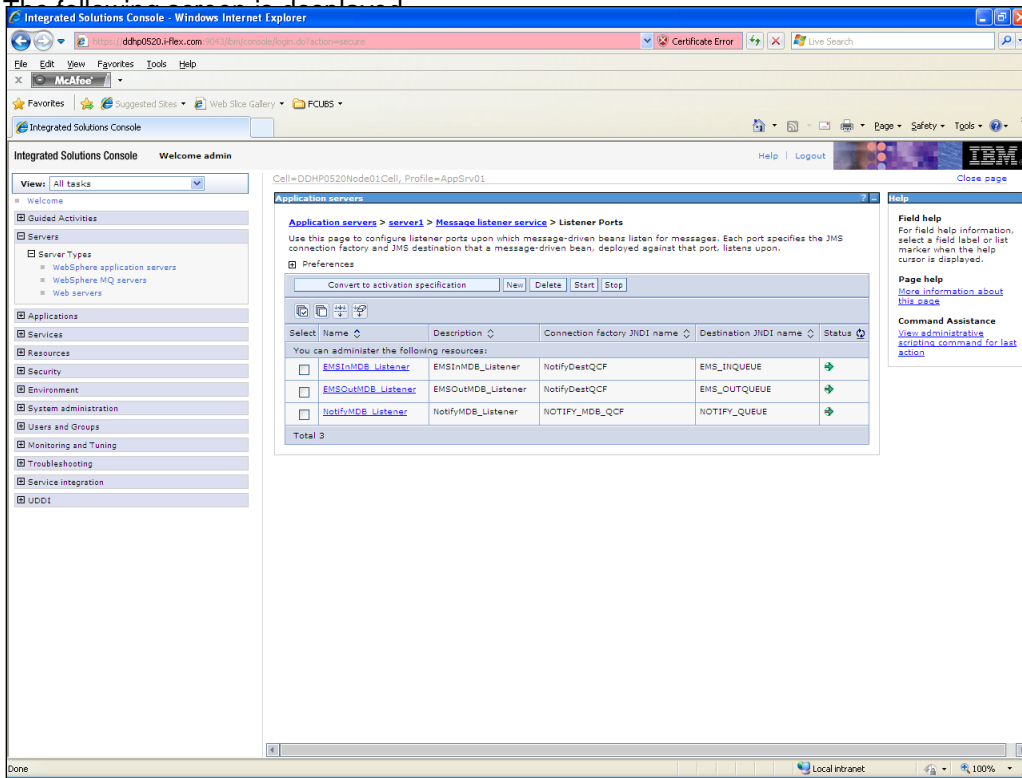 The following screen is despleyed
Integrated Solutions Console - Windows Internet Explorer
https://ddhp0520.i-flex.com:9043/ibm/console/login.do?action=secure
Certificate Error
Live Search
File Edit View Favorites Tools Help
McAfee
Favorites Suggested Sites Web Slice Gallery FCUBS
Integrated Solutions Console
Page Safety Tools
Integrated Solutions Console Welcome admin
Help | Logout
IBM
View: All tasks
Cell=DDHP0520Node01Cell, Profile=AppSrv01
Close page
Welcome
Guided Activities
Servers
Server Types
WebSphere application servers
WebSphere MQ servers
Web servers
Applications
Services
Resources
Security
Environment
System administration
Users and Groups
Monitoring and Tuning
Troubleshooting
Service integration
UDDI
Application servers ? -
Application servers > server1 > Message listener service > Listener Ports
Use this page to configure listener ports upon which message-driven beans listen for messages. Each port specifies the JMS
connection factory and JMS destination that a message-driven bean, deployed against that port, listens upon.
Preferences
Convert to activation specification New Delete Start Stop
Select Name Description Connection factory JNDI name Destination JNDI name Status
You can administer the following resources:
EMSInMDB_Listener EMSInMDB_Listener NotifyDestQCF EMS_INQUEUE
EMSOutMDB_Listener EMSOutMDB_Listener NotifyDestQCF EMS_OUTQUEUE
NotifyMDB_Listener NotifyMDB_Listener NOTIFY_MDB_QCF NOTIFY_QUEUE
Total 3
Help
Field help
For field help information,
select a field label or list
marker when the help
cursor is displayed.
Page help
More information about
this page
Command Assistance
View administrative
scripting command for last
action
Done
Local intranet
100%